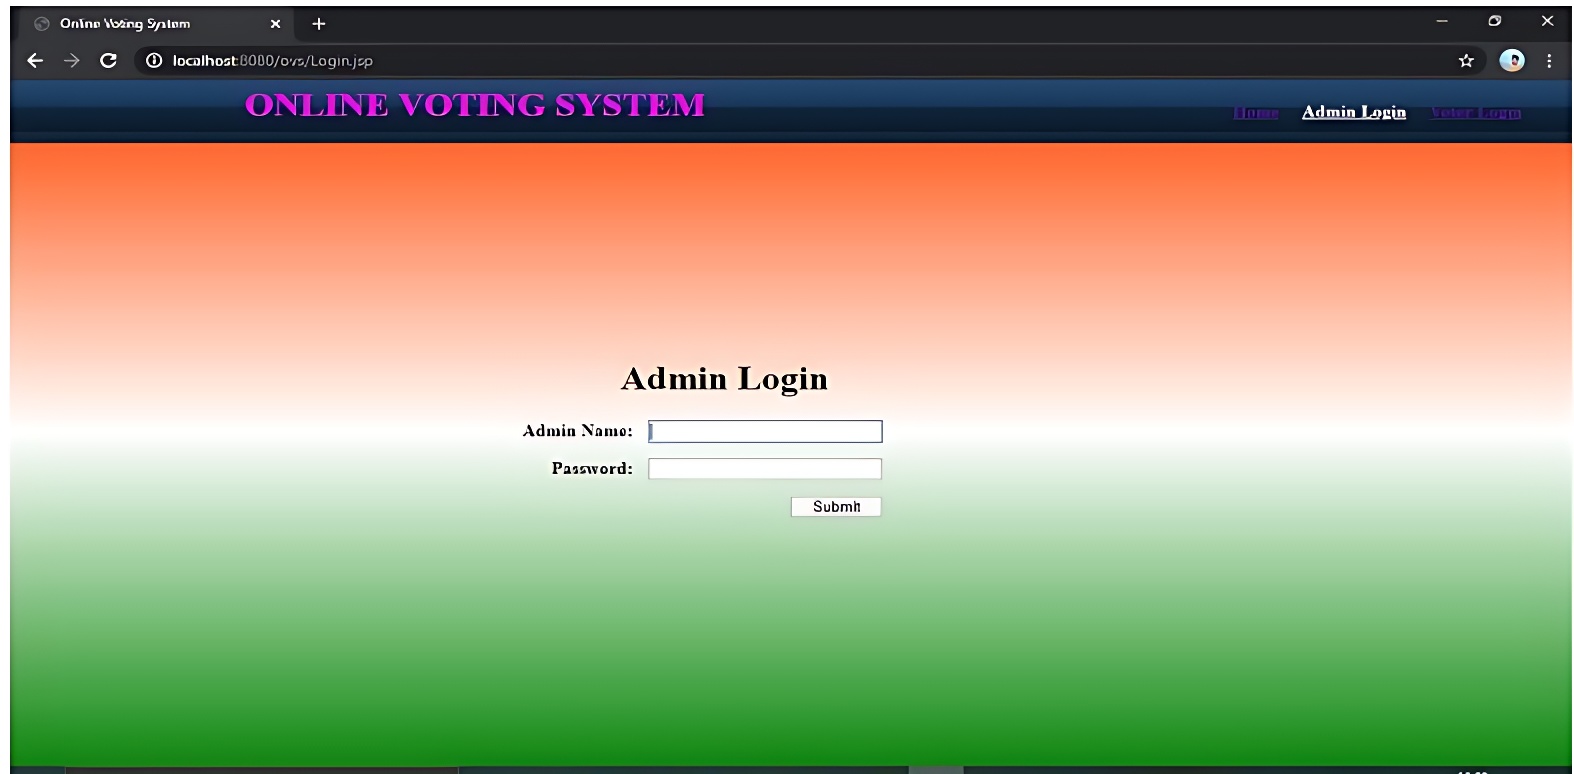 Online Voting System
localhost:8080/ovs/Login.jsp
ONLINE VOTING SYSTEM
Home Admin Login Voter Login
Admin Login
Admin Name:
Password:
Submit